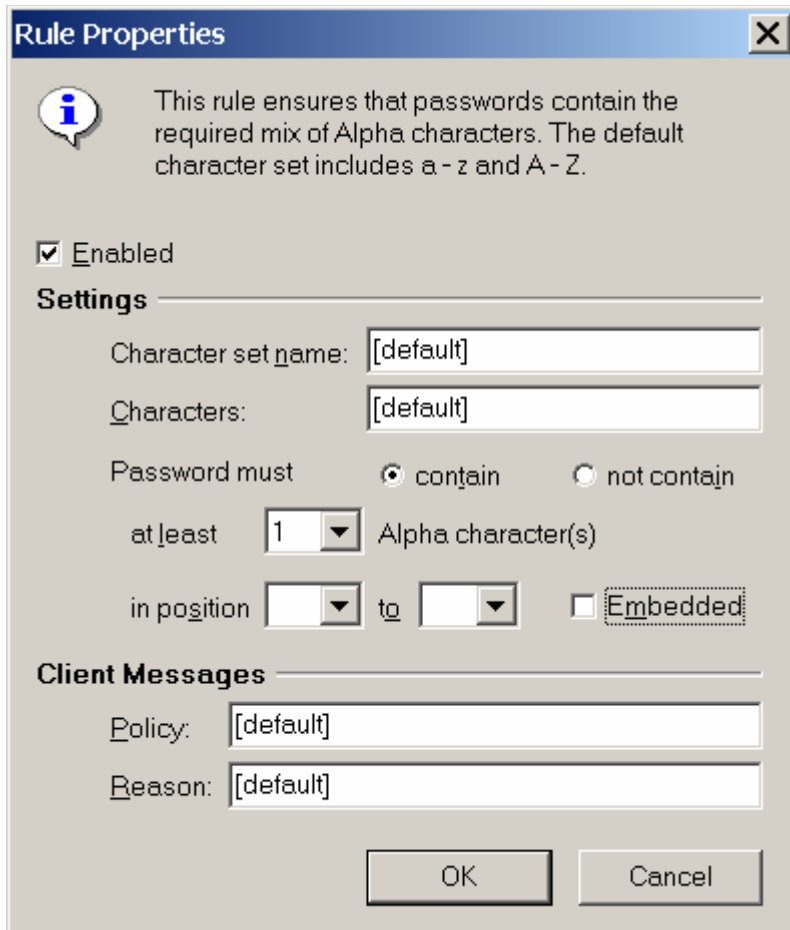 Rule Properties
This rule ensures that passwords contain the
required mix of Alpha characters. The default
character set includes a - z and A - Z.
Enabled
Settings
Character set name: [default]
Characters: [default]
Password must contain not contain
at least 1 Alpha character(s)
in position to Embedded
Client Messages
Policy: [default]
Reason: [default]
OK Cancel